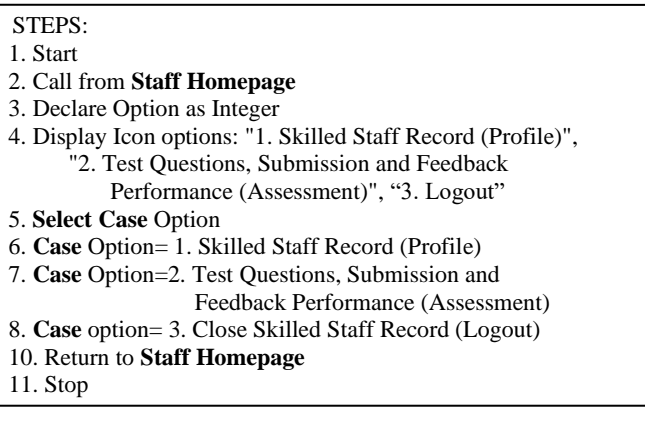 STEPS:
1. Start
2. Call from Staff Homepage
3. Declare Option as Integer
4. Display Icon options: "1. Skilled Staff Record (Profile)",
"2. Test Questions, Submission and Feedback
Performance (Assessment)", “3. Logout”
5. Select Case Option
6. Case Option= 1. Skilled Staff Record (Profile)
7. Case Option=2. Test Questions, Submission and
Feedback Performance (Assessment)
8. Case option= 3. Close Skilled Staff Record (Logout)
10. Return to Staff Homepage
11. Stop